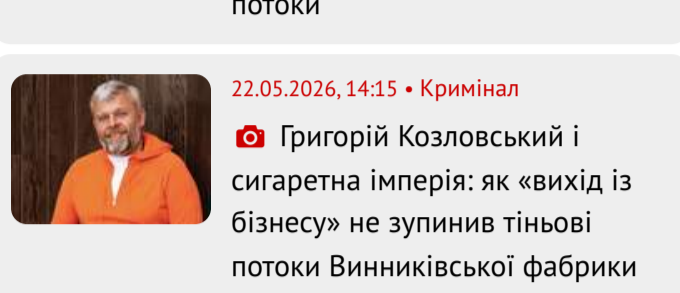 потоки
22.05.2026, 14:15 • Кримінал
Григорій Козловський і
сигаретна імперія: як «вихід із
бізнесу» не зупинив тіньові
потоки Винниківської фабрики